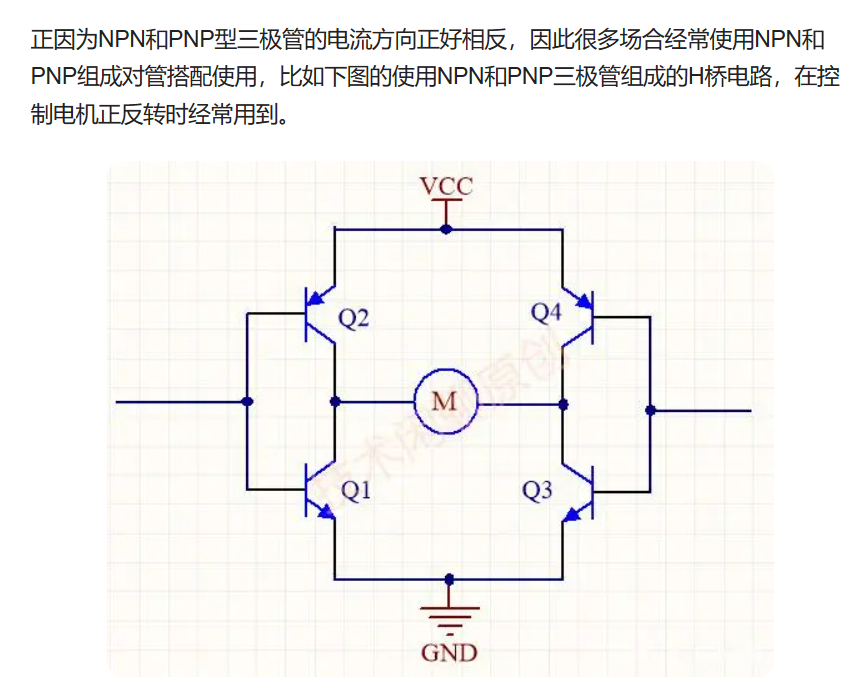 正因为NPN和PNP型三极管的电流方向正好相反，因此很多场合经常使用NPN和
PNP组成对管搭配使用，比如下图的使用NPN和PNP三极管组成的H桥电路，在控
制电机正反转时经常用到。
VCC
Q2
Q4
M
Q1
Q3
GND